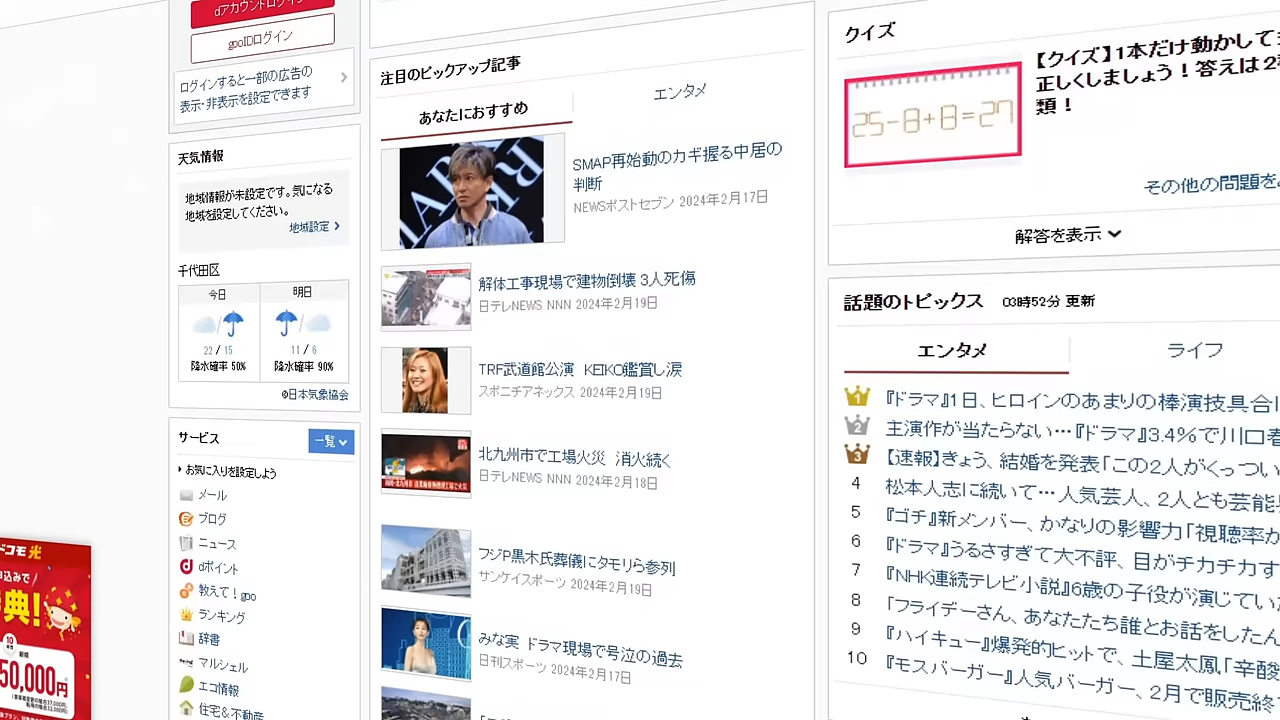 dアカウントログイン
gooIDログイン
ログインすると一部の広告の
表示・非表示を設定できます
天気情報
地域情報が未設定です。気になる
地域を設定してください。
地域設定
千代田区
今日
明日
22 / 15
11 / 6
降水確率 50%
降水確率 90%
©日本気象協会
サービス
一覧
お気に入りを設定しよう
メール
ブログ
ニュース
dポイント
教えて！goo
ランキング
辞書
マルシェル
エコ情報
住宅＆不動産
ドコモ光
申込みで
典!
50,000円
注目のピックアップ記事
あなたにおすすめ
エンタメ
SMAP再始動のカギ握る中居の
判断
NEWSポストセブン 2024年2月17日
解体工事現場で建物倒壊 3人死傷
日テレNEWS NNN 2024年2月19日
TRF武道館公演 KEIKO鑑賞し涙
スポニチアネックス 2024年2月19日
北九州市で工場火災 消火続く
日テレNEWS NNN 2024年2月18日
フジP黒木氏葬儀にタモリら参列
サンケイスポーツ 2024年2月19日
みな実 ドラマ現場で号泣の過去
日刊スポーツ 2024年2月17日
クイズ
25-8+8=27
【クイズ】1本だけ動かして
正しくしましょう！答えは2
類！
その他の問題を
解答を表示
話題のトピックス 03時52分 更新
エンタメ
ライフ
1 『ドラマ』1日、ヒロインのあまりの棒演技具合
2 主演作が当たらない…『ドラマ』3.4%で川口
3 【速報】ぎょう、結婚を発表「この2人がくっつい
4 松本人志に続いて…人気芸人、2人とも芸能
5 『ゴチ』新メンバー、かなりの影響力「視聴率が
6 『ドラマ』うるさすぎて大不評、目がチカチカす
7 『NHK連続テレビ小説』6歳の子役が演じてい
8 「フライデーさん、あなたたち誰とお話をしたん
9 『ハイキュー』爆発的ヒットで、土屋太鳳「辛酸
10 『モスバーガー』人気バーガー、2月で販売終